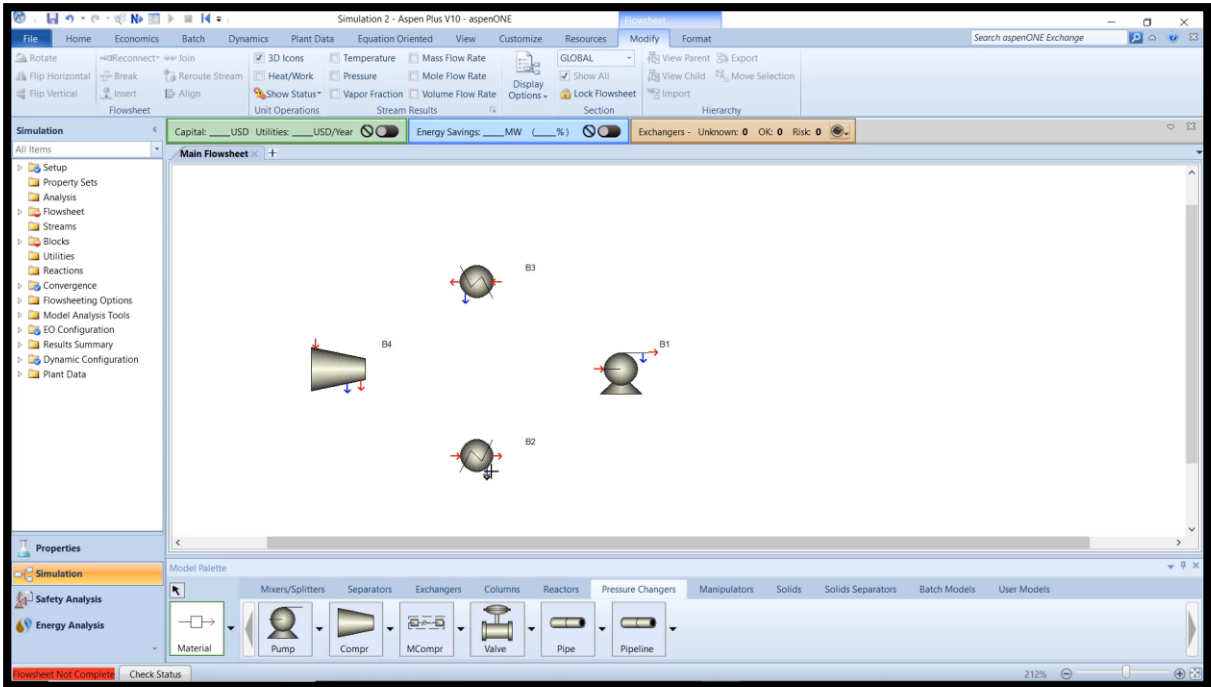 Simulation 2 - Aspen Plus V10 - aspenONE
Flowsheet
File Home Economics Batch Dynamics Plant Data Equation Oriented View Customize Resources Modify Format Search aspenONE Exchange
Rotate Reconnect Join 3D Icons Temperature Mass Flow Rate GLOBAL View Parent Export
Flip Horizontal Break Reroute Stream Heat/Work Pressure Mole Flow Rate Display Show All View Child Move Selection
Flip Vertical Insert Align Show Status Vapor Fraction Volume Flow Rate Options Lock Flowsheet Import
Flowsheet Unit Operations Stream Results Section Hierarchy
Simulation Capital: ____USD Utilities: ____USD/Year Energy Savings: ____MW (____%) Exchangers - Unknown: 0 OK: 0 Risk: 0
All Items Main Flowsheet
Setup
Property Sets
Analysis
Flowsheet
Streams
Blocks
Utilities
Reactions
Convergence
Flowsheeting Options
Model Analysis Tools
EO Configuration
Results Summary
Dynamic Configuration
Plant Data
B3
B4
B1
B2
Properties
Simulation
Safety Analysis
Energy Analysis
Model Palette
Mixers/Splitters Separators Exchangers Columns Reactors Pressure Changers Manipulators Solids Solids Separators Batch Models User Models
Material Pump Compr MCompr Valve Pipe Pipeline
Flowsheet Not Complete Check Status 212%